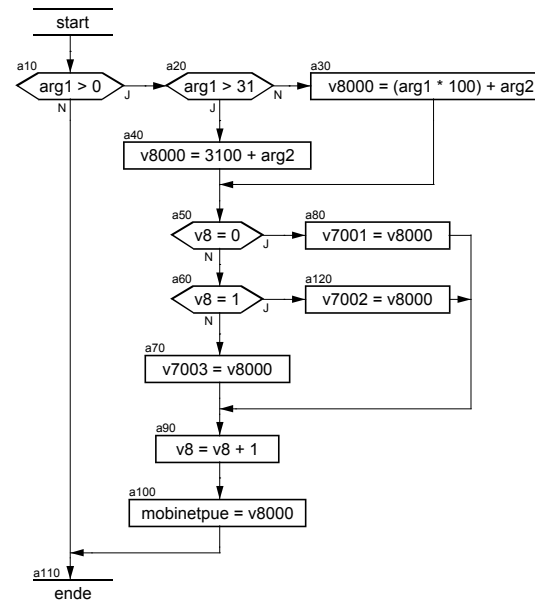 start
a10
arg1 > 0
J
N
a20
arg1 > 31
N
J
a30
v8000 = (arg1 * 100) + arg2
a40
v8000 = 3100 + arg2
a50
v8 = 0
J
N
a80
v7001 = v8000
a60
v8 = 1
J
N
a120
v7002 = v8000
a70
v7003 = v8000
a90
v8 = v8 + 1
a100
mobinetpue = v8000
a110
ende